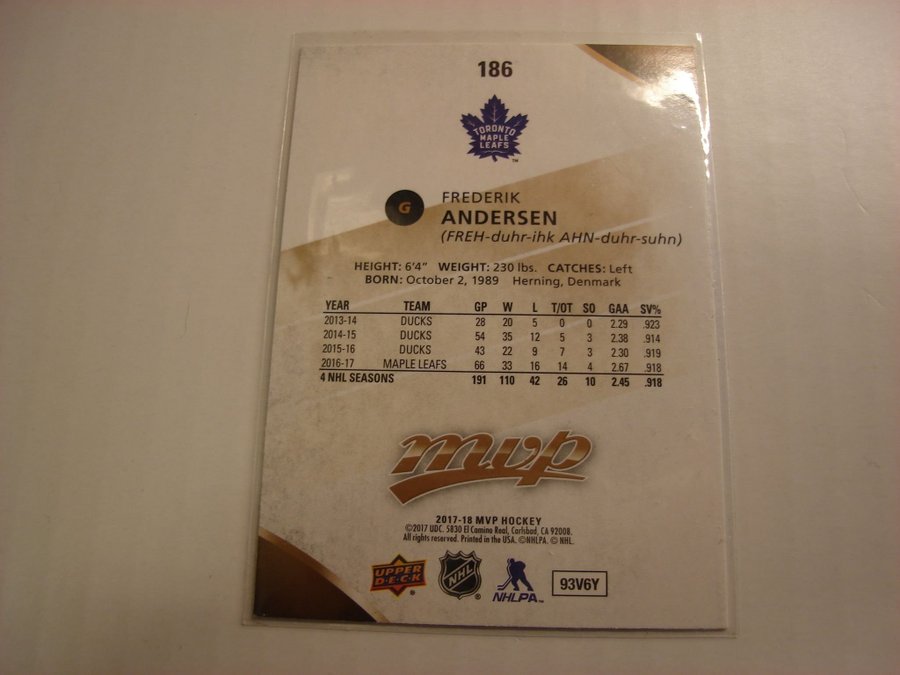 186
TORONTO
MAPLE
LEAFS
TM
G
FREDERIK
ANDERSEN
(FREH-duhr-ihk AHN-duhr-suhn)
HEIGHT: 6'4" WEIGHT: 230 lbs. CATCHES: Left
BORN: October 2, 1989 Herning, Denmark
YEAR TEAM GP W L T/OT SO GAA SV%
2013-14 DUCKS 28 20 5 0 0 2.29 .923
2014-15 DUCKS 54 35 12 5 3 2.38 .914
2015-16 DUCKS 43 22 9 7 3 2.30 .919
2016-17 MAPLE LEAFS 66 33 16 14 4 2.67 .918
4 NHL SEASONS 191 110 42 26 10 2.45 .918
mvp
2017-18 MVP HOCKEY
©2017 UDC. 5830 El Camino Real, Carlsbad, CA 92008.
All rights reserved. Printed in the USA. ©NHLPA. © NHL.
UPPER
D·E·C·K
®
NHL
®
NHLPA™
93V6Y